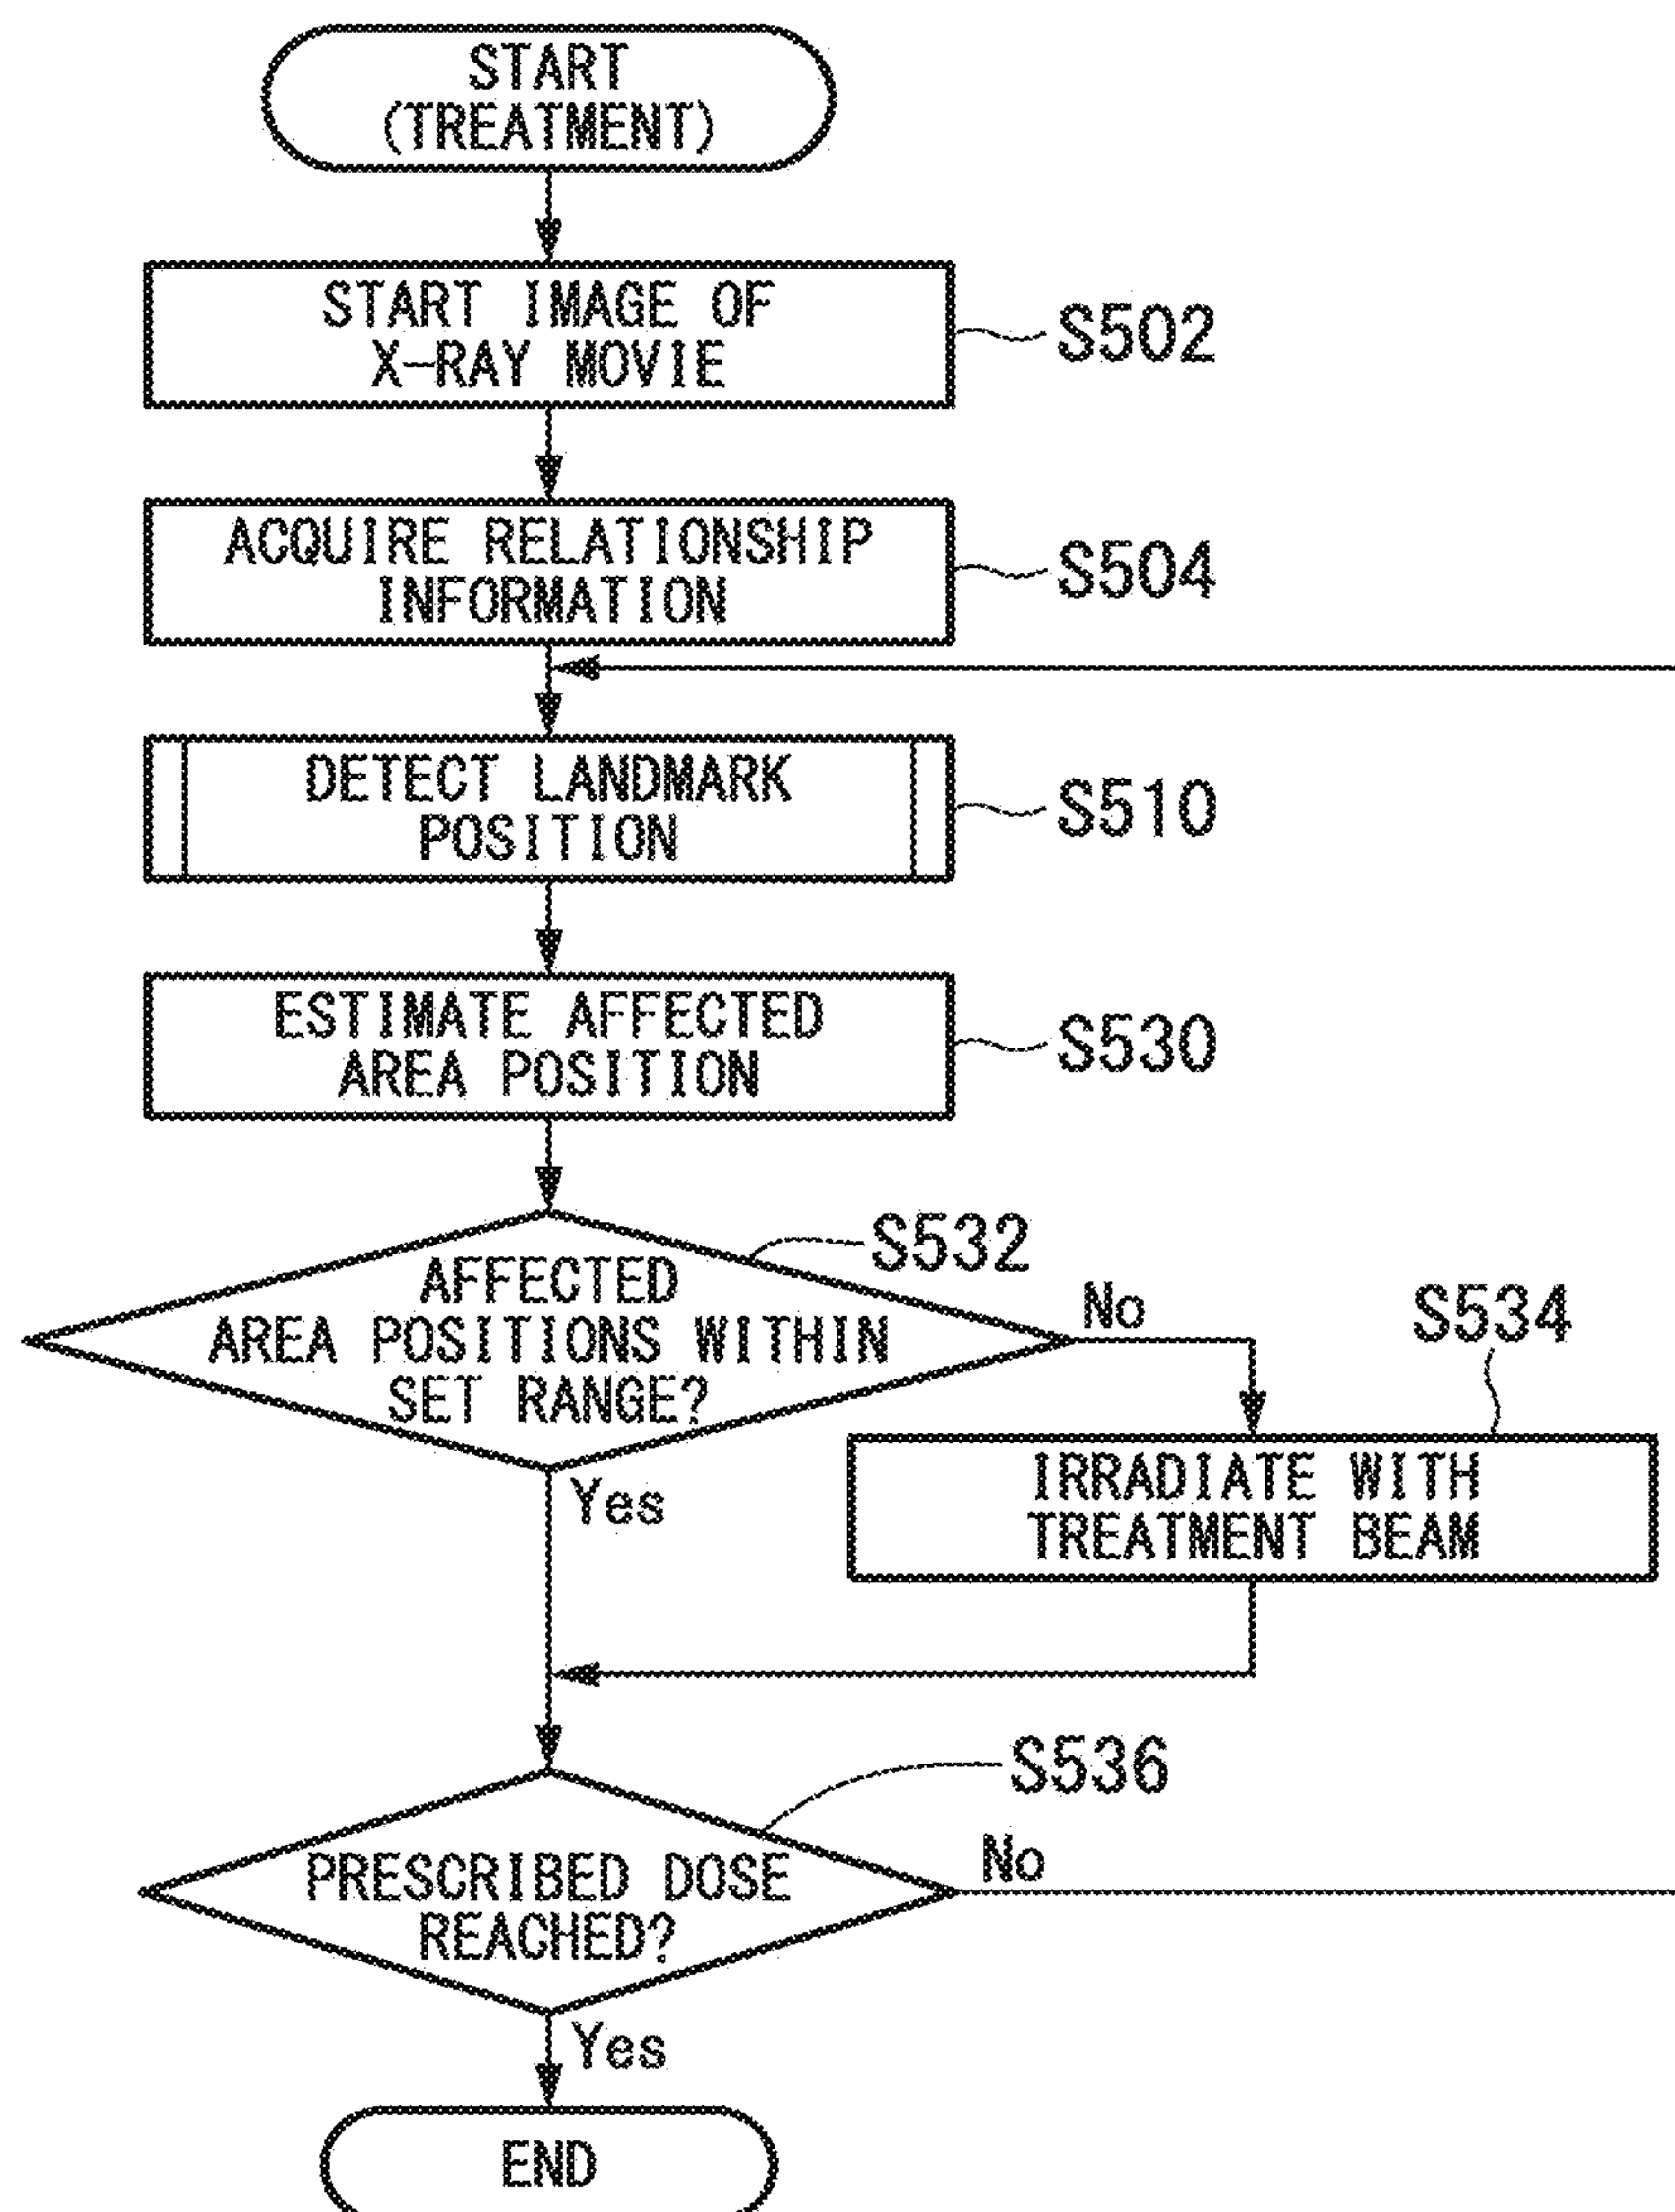 START
(TREATMENT)
START IMAGE OF
X-RAY MOVIE
S502
ACQUIRE RELATIONSHIP
INFORMATION
S504
DETECT LANDMARK
POSITION
S510
ESTIMATE AFFECTED
AREA POSITION
S530
S532
AFFECTED
AREA POSITIONS WITHIN
SET RANGE?
No
Yes
S534
IRRADIATE WITH
TREATMENT BEAM
S536
PRESCRIBED DOSE
REACHED?
No
Yes
END